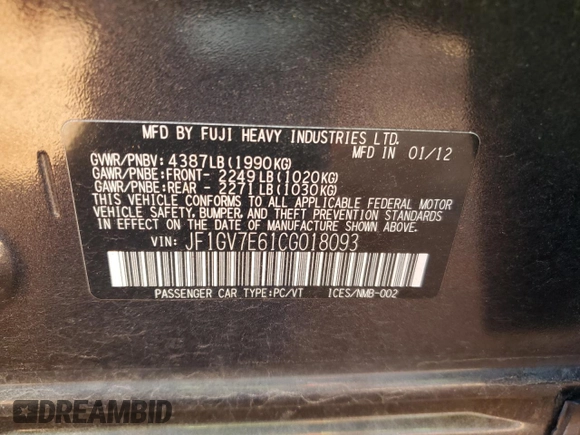 MFD BY FUJI HEAVY INDUSTRIES LTD.
GVWR/PNBV: 4387LB(1990KG) MFD IN 01/12
GAWR/PNBE:FRONT- 2249LB(1020KG)
GAWR/PNBE:REAR - 2271LB(1030KG)
THIS VEHICLE CONFORMS TO ALL APPLICABLE FEDERAL MOTOR
VEHICLE SAFETY, BUMPER, AND THEFT PREVENTION STANDARDS
IN EFFECT ON THE DATE OF MANUFACTURE SHOWN ABOVE.
VIN: JF1GV7E61CG018093
PASSENGER CAR TYPE:PC/VT 1CES/NMB-002
DREAMBID